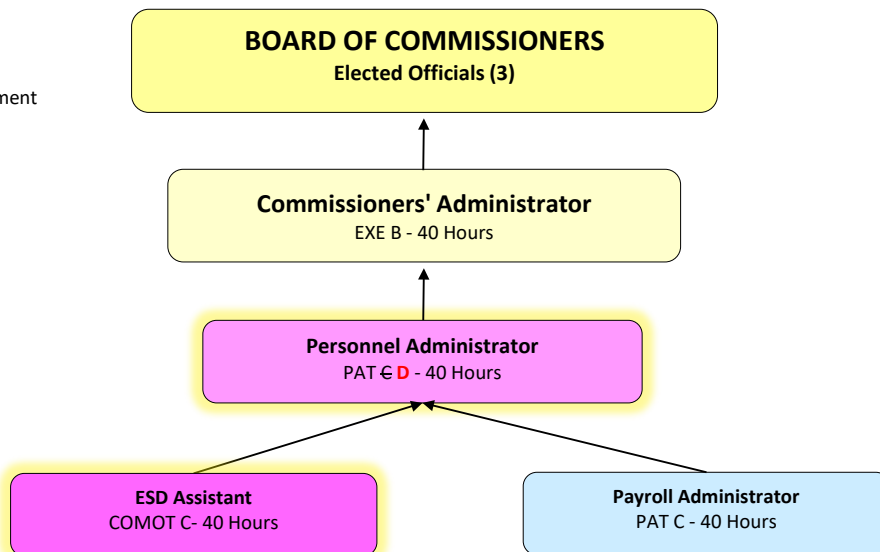 BOARD OF COMMISSIONERS
Elected Officials (3)
ment
Commissioners' Administrator
EXE B - 40 Hours
Personnel Administrator
PAT C D - 40 Hours
ESD Assistant
COMOT C- 40 Hours
Payroll Administrator
PAT C - 40 Hours